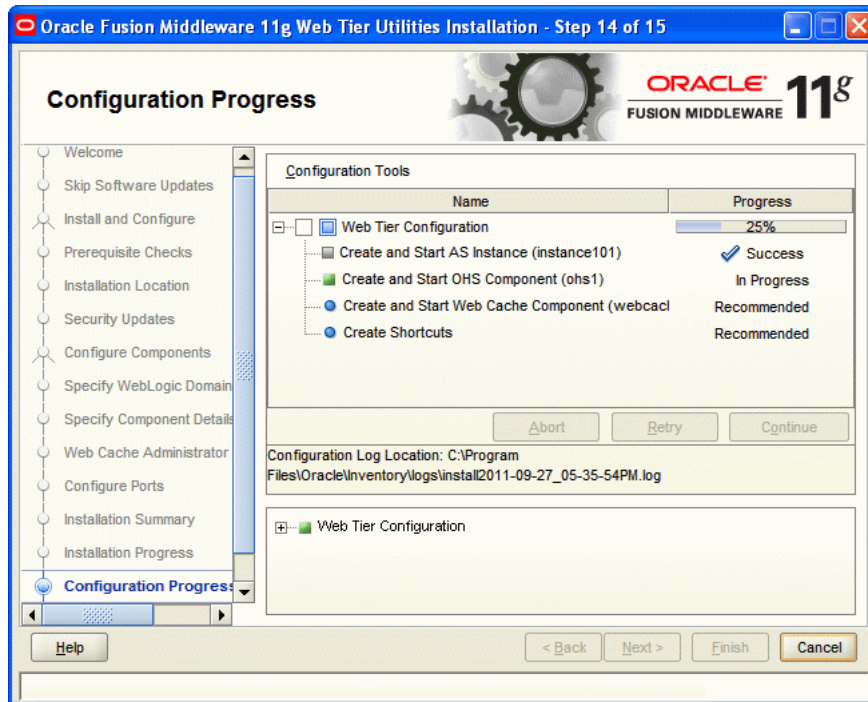 Oracle Fusion Middleware 11g Web Tier Utilities Installation - Step 14 of 15
Configuration Progress
ORACLE
FUSION MIDDLEWARE
11g
Welcome
Skip Software Updates
Install and Configure
Prerequisite Checks
Installation Location
Security Updates
Configure Components
Specify WebLogic Domain
Specify Component Details
Web Cache Administrator
Configure Ports
Installation Summary
Installation Progress
Configuration Progress
Configuration Tools
Name Progress
Web Tier Configuration 25%
Create and Start AS Instance (instance101) Success
Create and Start OHS Component (ohs1) In Progress
Create and Start Web Cache Component (webcacl Recommended
Create Shortcuts Recommended
Abort Retry Continue
Configuration Log Location: C:\Program
Files\Oracle\Inventory\logs\install2011-09-27_05-35-54PM.log
Web Tier Configuration
Help < Back Next > Finish Cancel